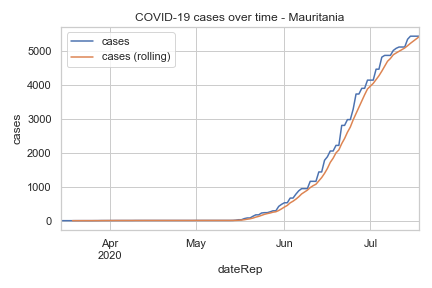 COVID-19 cases over time - Mauritania
cases
cases (rolling)
5000
4000
3000
2000
1000
0
cases
Apr
2020
May
Jun
Jul
dateRep